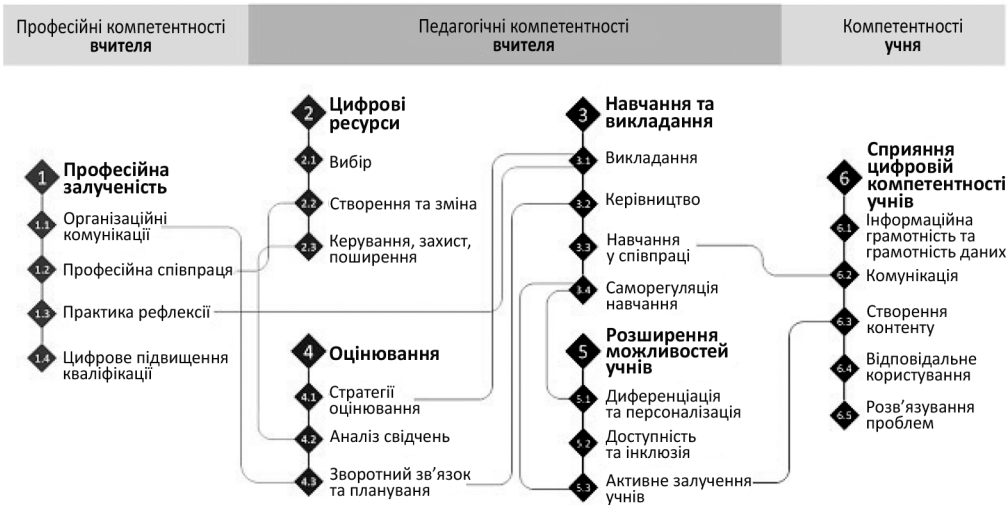 Професійні компетентності
вчителя
Педагогічні компетентності
вчителя
Компетентності
учня
1
Професійна
залученість
1.1
Організаційні
комунікації
1.2
Професійна співпраця
1.3
Практика рефлексії
1.4
Цифрове підвищення
кваліфікації
2
Цифрові
ресурси
2.1
Вибір
2.2
Створення та зміна
2.3
Керування, захист,
поширення
4
Оцінювання
4.1
Стратегії
оцінювання
4.2
Аналіз свідчень
4.3
Зворотний зв’язок
та плануваня
3
Навчання та
викладання
3.1
Викладання
3.2
Керівництво
3.3
Навчання
у співпраці
3.4
Саморегуляція
навчання
5
Розширення
можливостей
учнів
5.1
Диференціація
та персоналізація
5.2
Доступність
та інклюзія
5.3
Активне залучення
учнів
6
Сприяння
цифровій
компетентності
учнів
6.1
Інформаційна
грамотність та
грамотність даних
6.2
Комунікація
6.3
Створення
контенту
6.4
Відповідальне
користування
6.5
Розв’язування
проблем